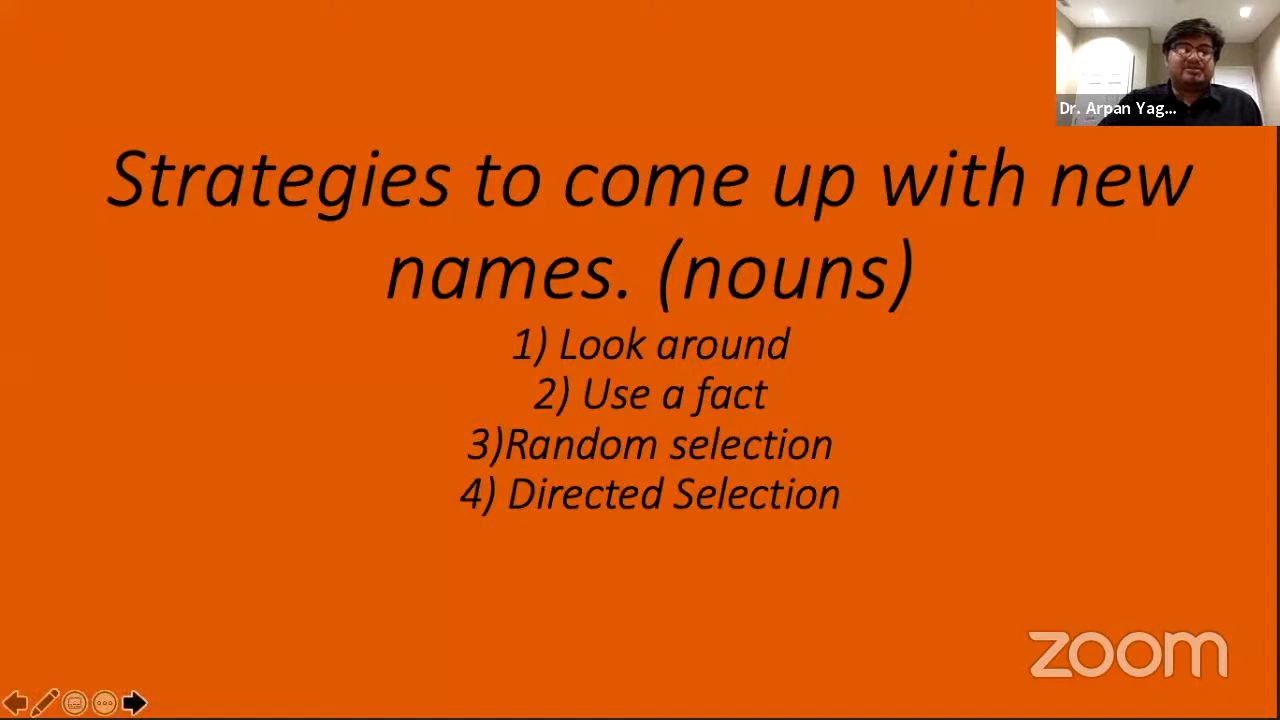 Dr. Arpan Yag...
Strategies to come up with new
names. (nouns)
1) Look around
2) Use a fact
3)Random selection
4) Directed Selection
zoom